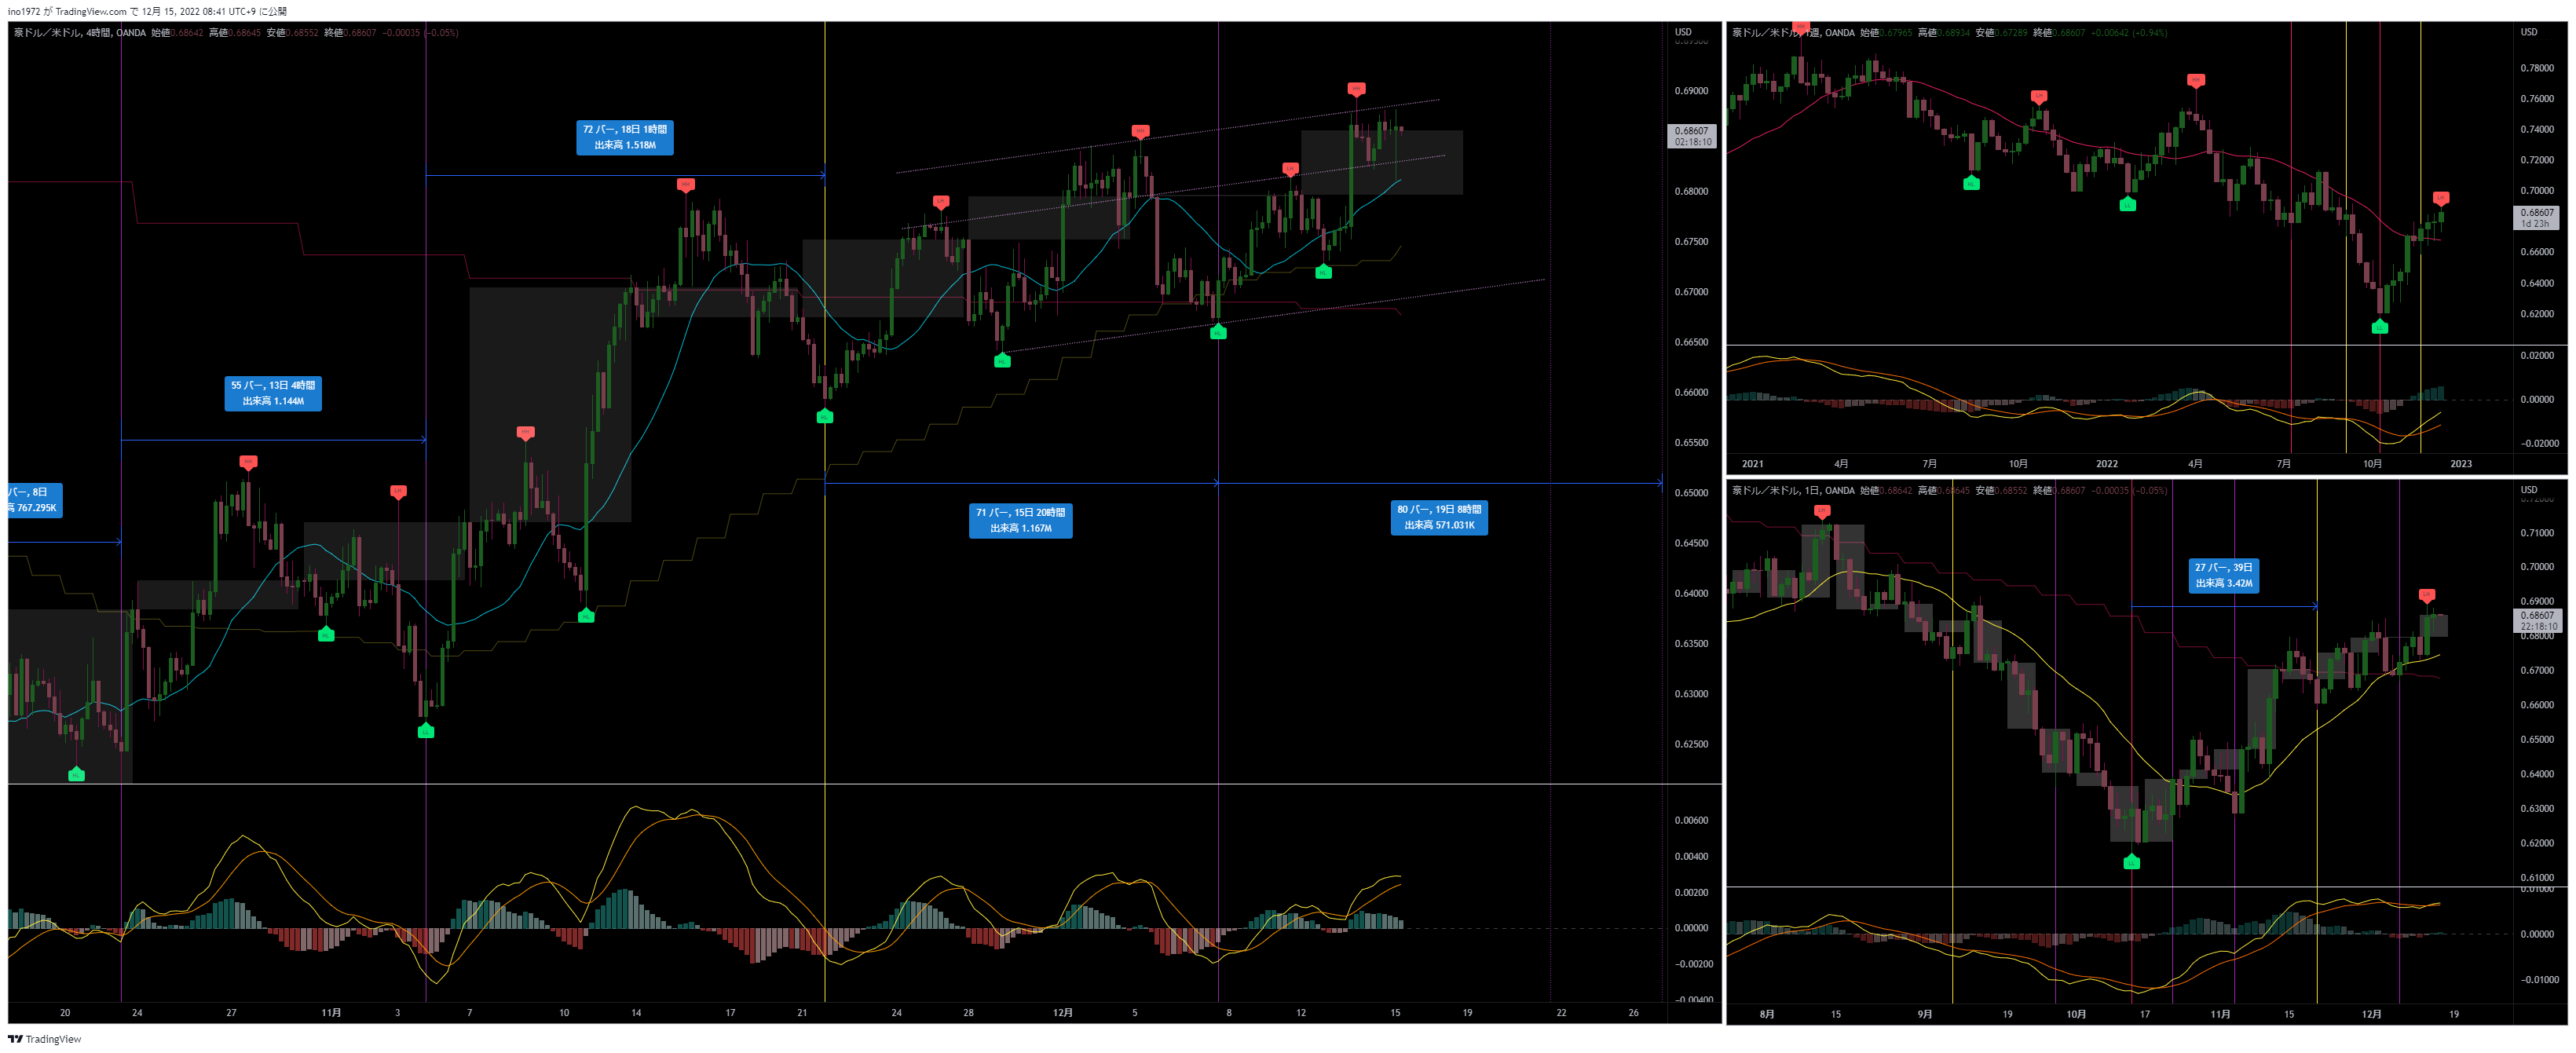 ino1972 が TradingView.com で 12月 15, 2022 08:41 UTC+9 に公開
豪ドル／米ドル, 4時間, OANDA 始値0.68642 高値0.68645 安値0.68552 終値0.68607 −0.00035 (−0.05%)
USD
0.69000
0.68607
02:18:10
0.68000
0.67500
0.67000
0.66500
0.66000
0.65500
0.65000
0.64500
0.64000
0.63500
0.63000
0.62500
72 バー, 18日 1時間
出来高 1.518M
55 バー, 13日 4時間
出来高 1.144M
バー, 8日
高 767.295K
71 バー, 15日 20時間
出来高 1.167M
80 バー, 19日 8時間
出来高 571.031K
HH
LH
HL
LL
0.00600
0.00400
0.00200
0.00000
−0.00200
−0.00400
20 24 27 11月 3 7 10 14 17 21 24 28 12月 5 8 12 15 19 22 26
豪ドル／米ドル, 1週, OANDA 始値0.67965 高値0.68934 安値0.67289 終値0.68607 +0.00642 (+0.94%)
USD
0.78000
0.76000
0.74000
0.72000
0.70000
0.68607
1d 23h
0.66000
0.64000
0.62000
0.02000
0.00000
−0.02000
2021 4月 7月 10月 2022 4月 7月 10月 2023
豪ドル／米ドル, 1日, OANDA 始値0.68642 高値0.68645 安値0.68552 終値0.68607 −0.00035 (−0.05%)
USD
0.72000
0.71000
0.70000
0.69000
0.68607
22:18:10
0.68000
0.67000
0.66000
0.65000
0.64000
0.63000
0.62000
0.61000
27 バー, 39日
出来高 3.42M
0.01000
0.00000
−0.01000
8月 15 9月 19 10月 17 11月 15 12月 19
TradingView